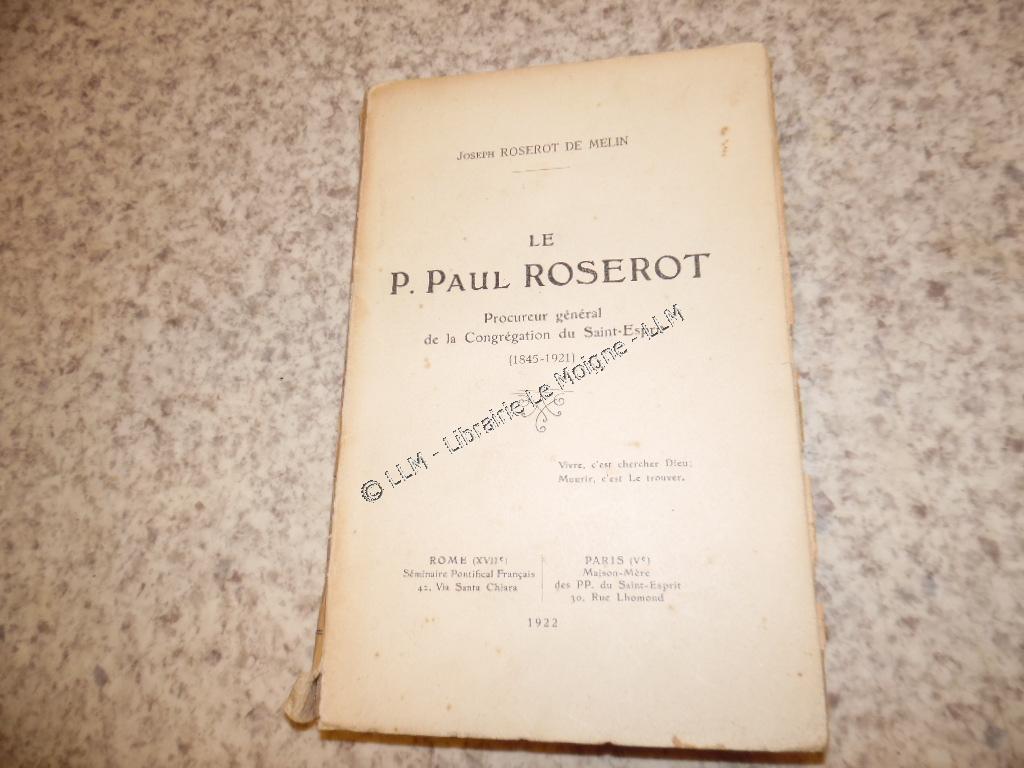 Joseph ROSEROT DE MELIN
LE
P. PAUL ROSEROT
Procureur général
de la Congrégation du Saint-Esprit
(1845-1921)
© LLM - Librairie Le Moigne - LLM
Vivre, c'est chercher Dieu;
Mourir, c'est Le trouver.
ROME (XVIIe)
Séminaire Pontifical Français
42, Via Santa Chiara
PARIS (Ve)
Maison-Mère
des PP. du Saint-Esprit
30, Rue Lhomond
1922